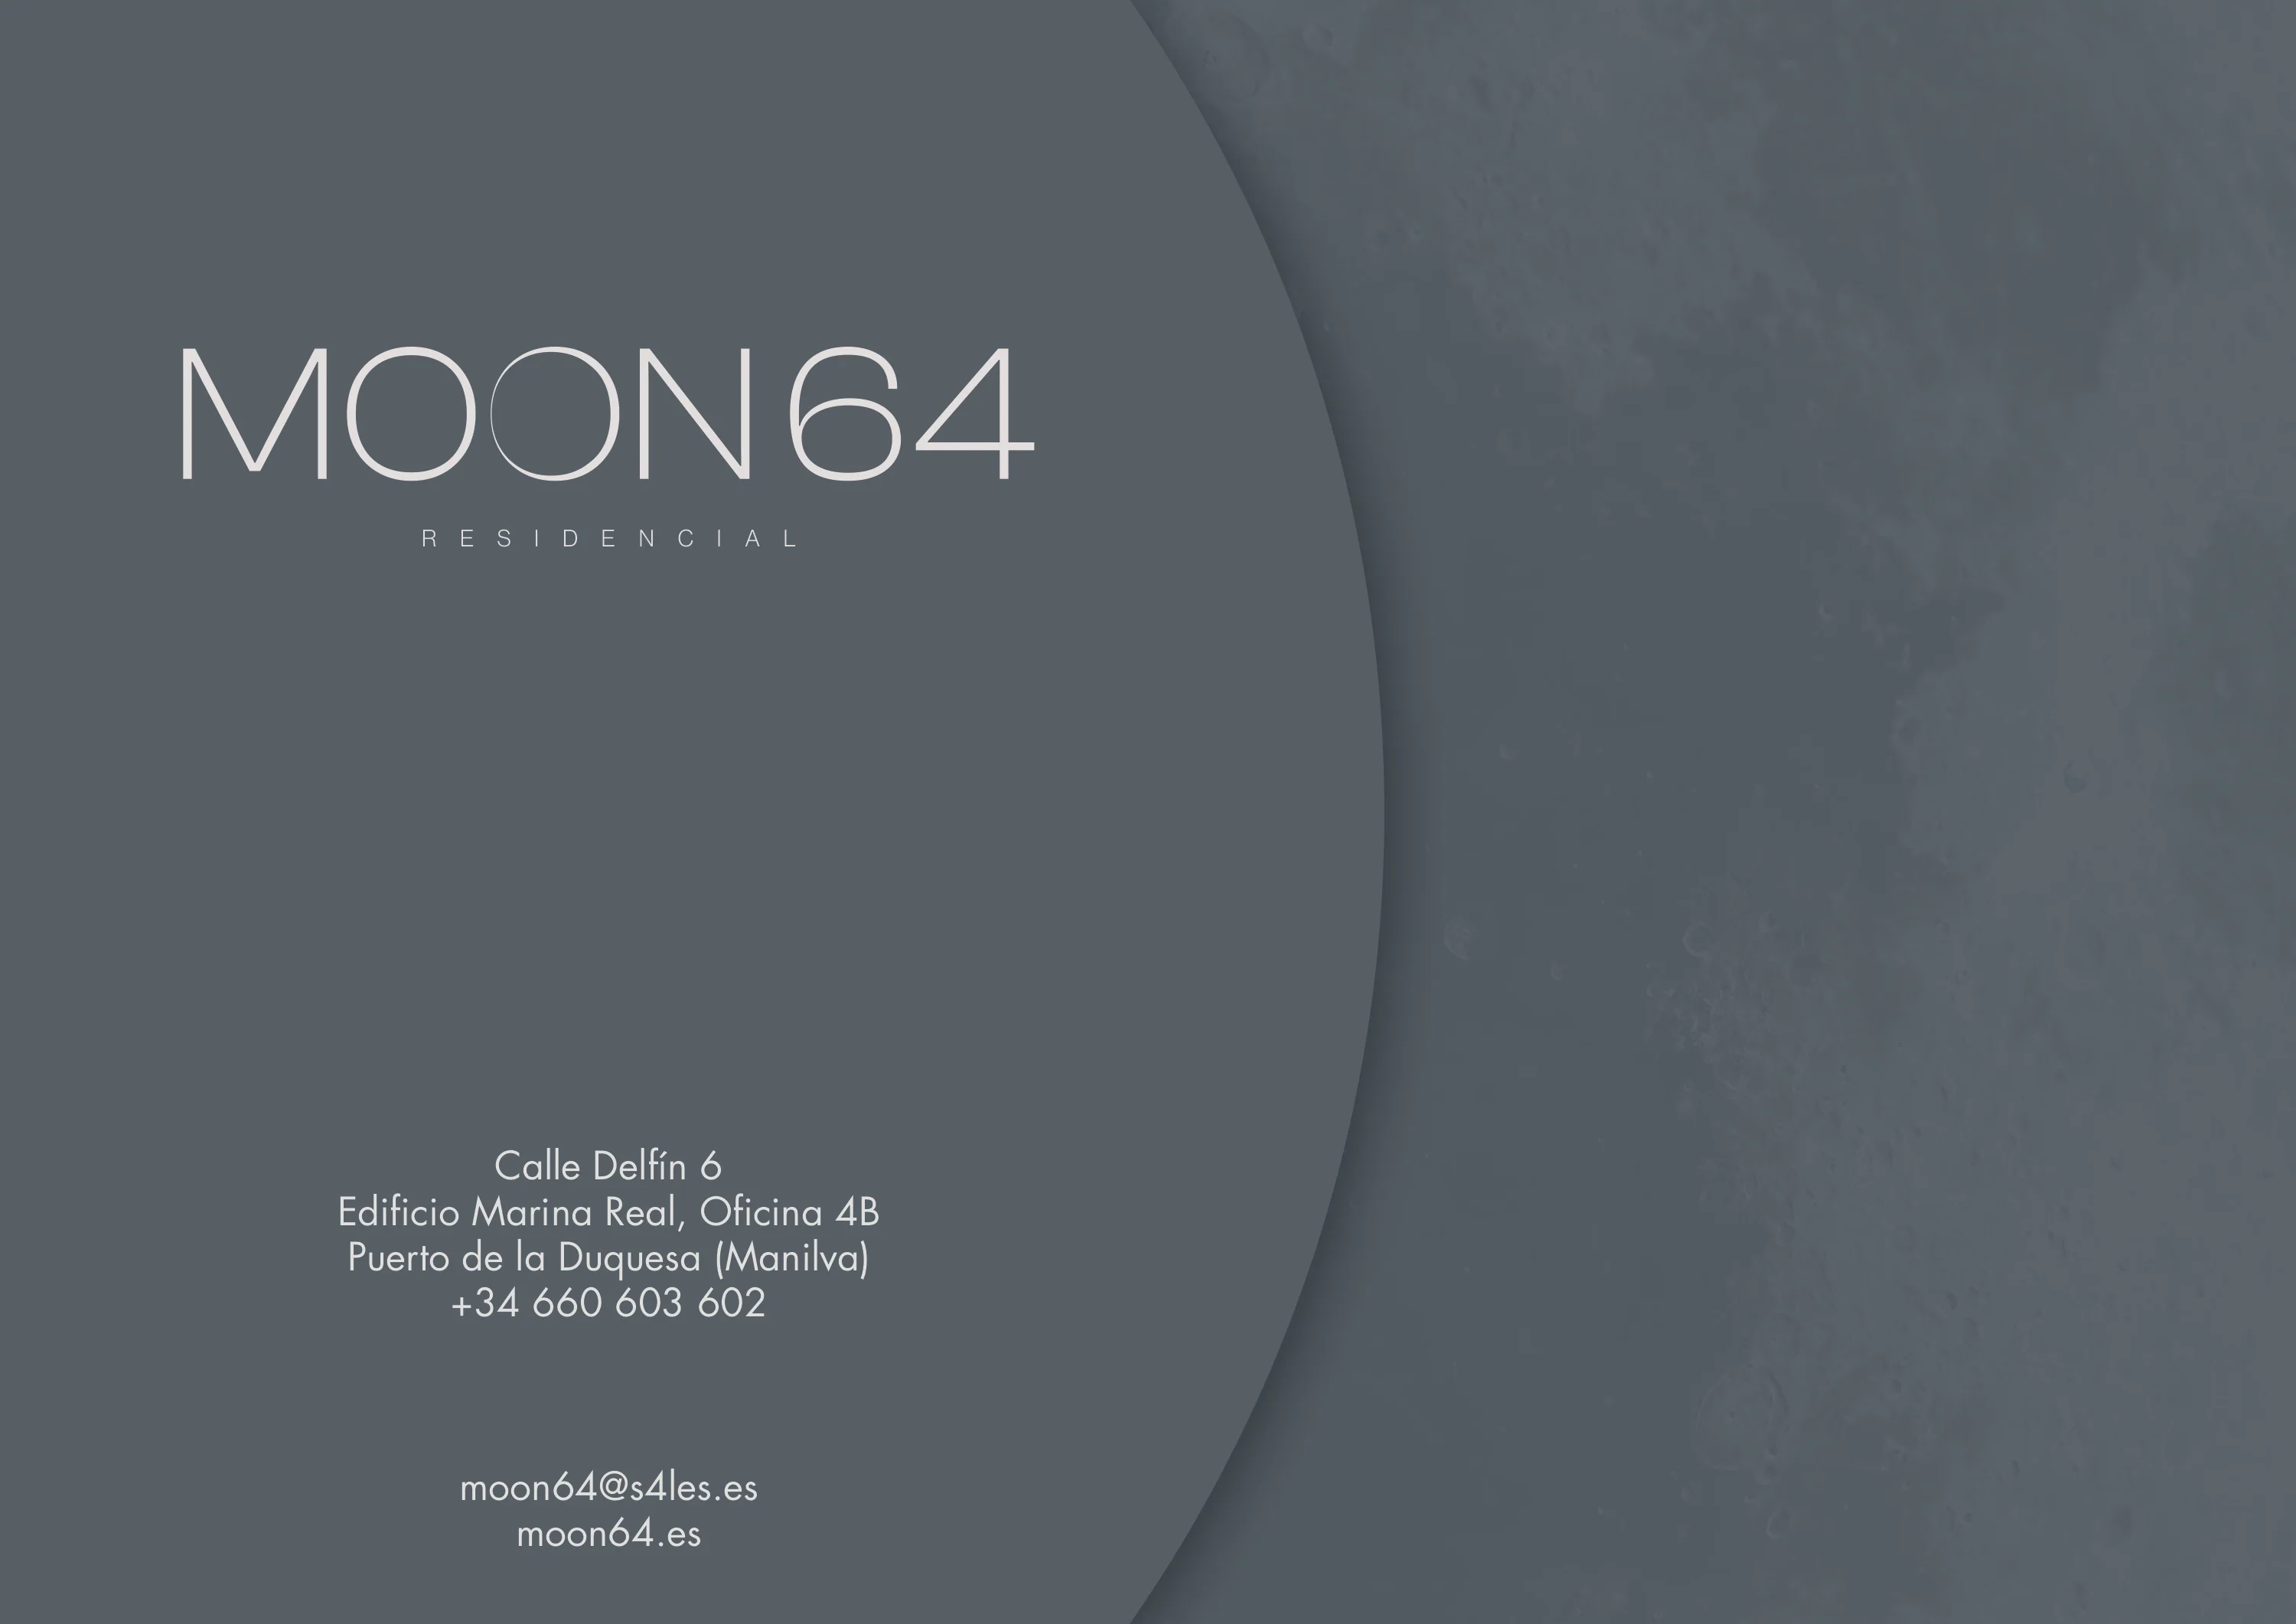 MOON64
RESIDENCIAL
Calle Delfín 6
Edificio Marina Real, Oficina 4B
Puerto de la Duquesa (Manilva)
+34 660 603 602
moon64@s4les.es
moon64.es